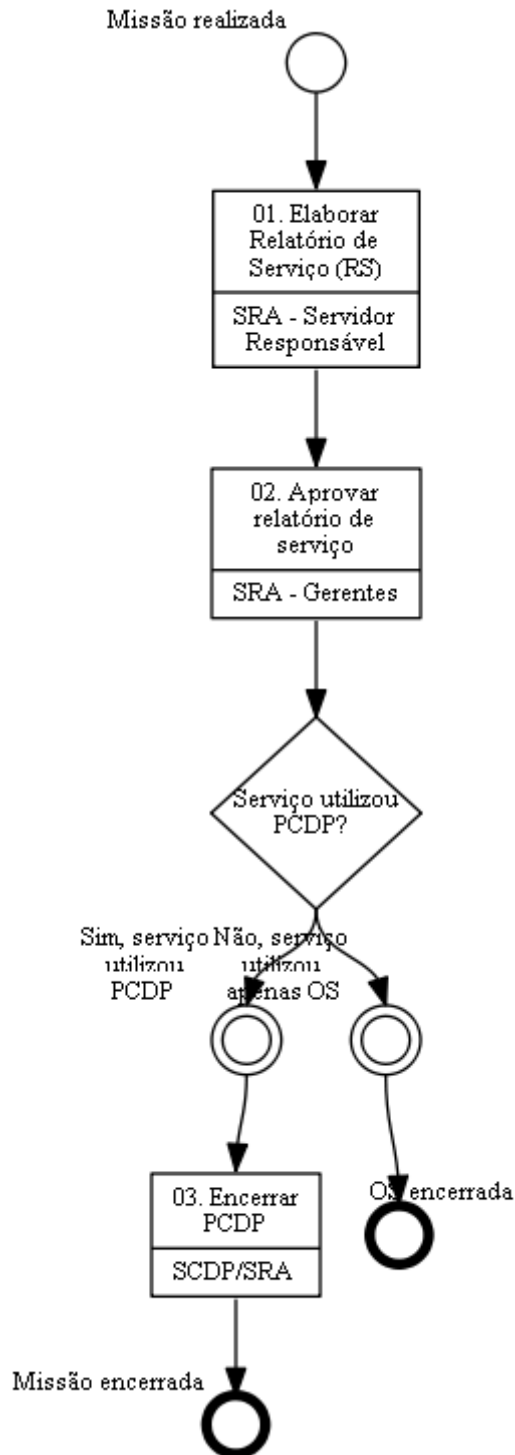 Missão realizada
01. Elaborar
Relatório de
Serviço (RS)
SRA - Servidor
Responsável
02. Aprovar
relatório de
serviço
SRA - Gerentes
Serviço utilizou
PCDP?
Sim, serviço
utilizou
PCDP
Não, serviço
utilizou
apenas OS
03. Encerrar
PCDP
SCDP/SRA
OS encerrada
Missão encerrada